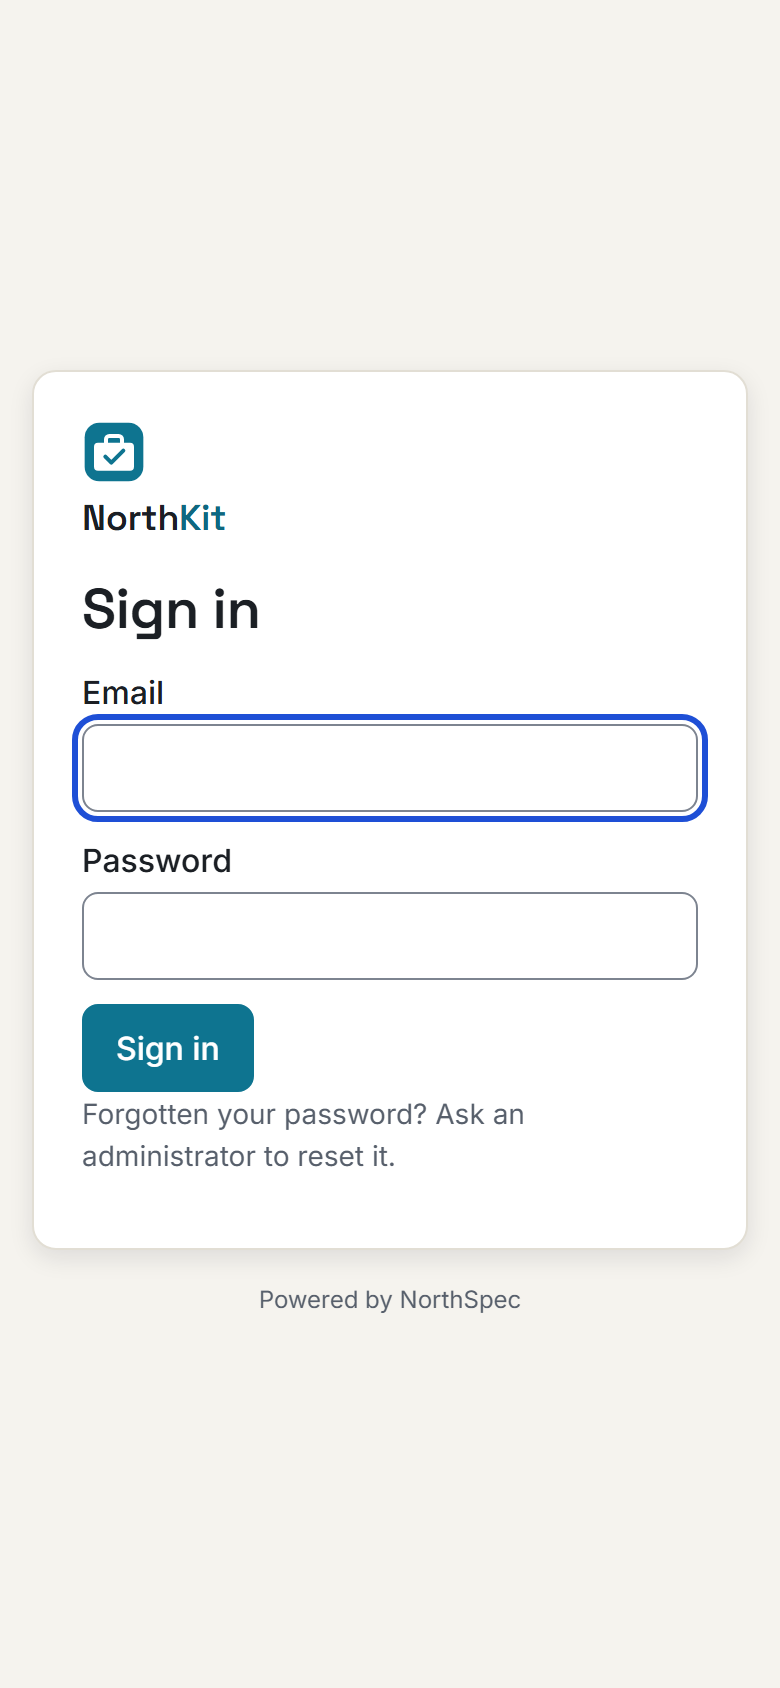 NorthKit
Sign in
Email
Password
Sign in
Forgotten your password? Ask an
administrator to reset it.
Powered by NorthSpec